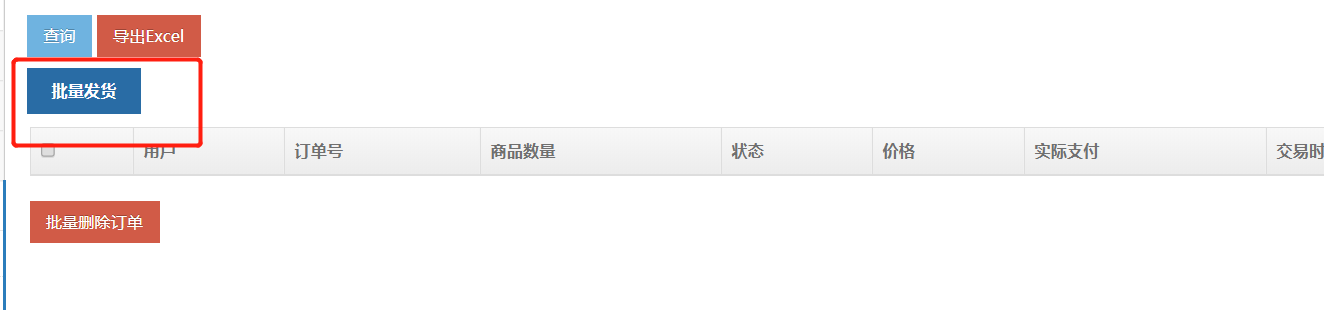 查询 导出Excel
批量发货
用户 订单号 商品数量 状态 价格 实际支付 交易时
批量删除订单